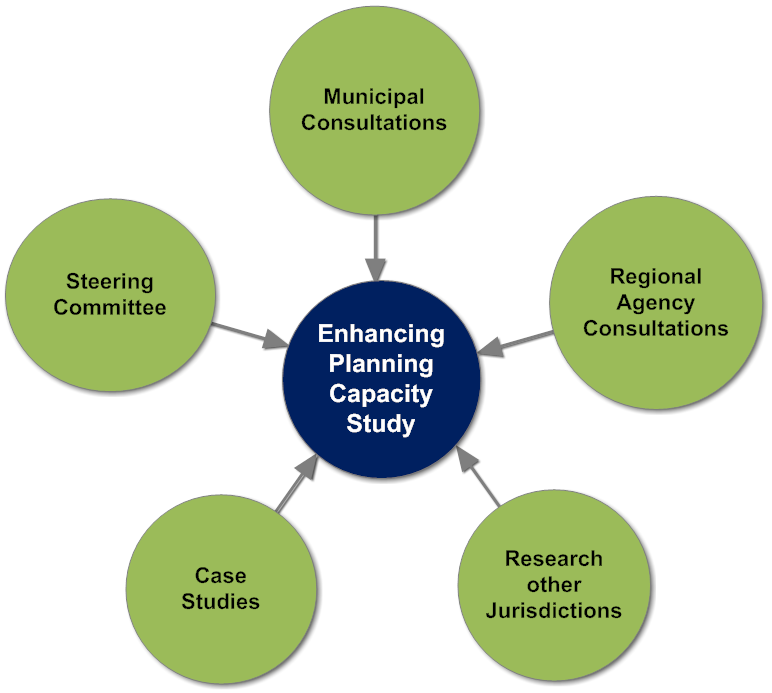 Municipal
Consultations
Steering
Committee
Regional
Agency
Consultations
Enhancing
Planning
Capacity
Study
Case
Studies
Research
other
Jurisdictions